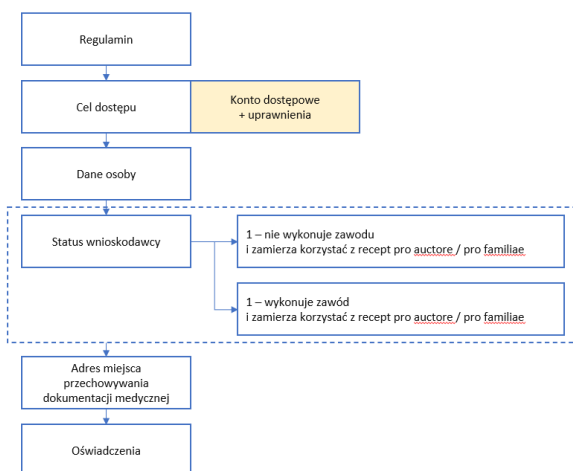 Regulamin
Cel dostępu
Konto dostępowe
+ uprawnienia
Dane osoby
Status wnioskodawcy
1 – nie wykonuje zawodu
i zamierza korzystać z recept pro auctore / pro familiae
1 – wykonuje zawód
i zamierza korzystać z recept pro auctore / pro familiae
Adres miejsca
przechowywania
dokumentacji medycznej
Oświadczenia